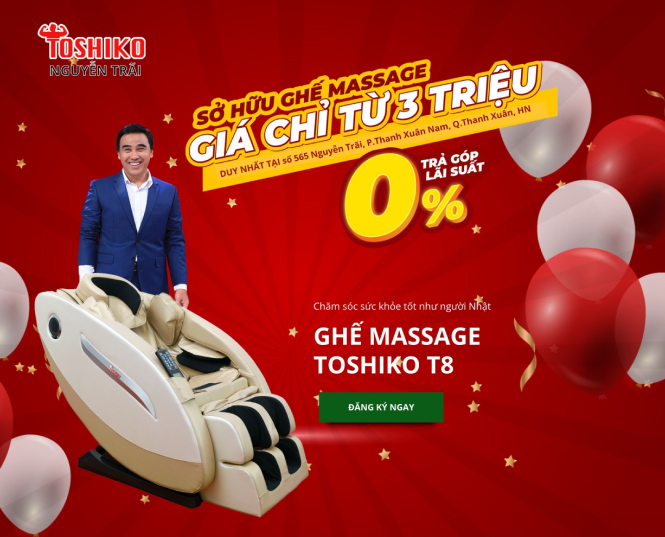 TOSHIKO
NGUYỄN TRÃI
SỞ HỮU GHẾ MASSAGE
GIÁ CHỈ TỪ 3 TRIỆU
DUY NHẤT TẠI số 565 Nguyễn Trãi, P.Thanh Xuân Nam, Q.Thanh Xuân, HN
0%
TRẢ GÓP
LÃI SUẤT
Chăm sóc sức khỏe tốt như người Nhật
GHẾ MASSAGE
TOSHIKO T8
ĐĂNG KÝ NGAY